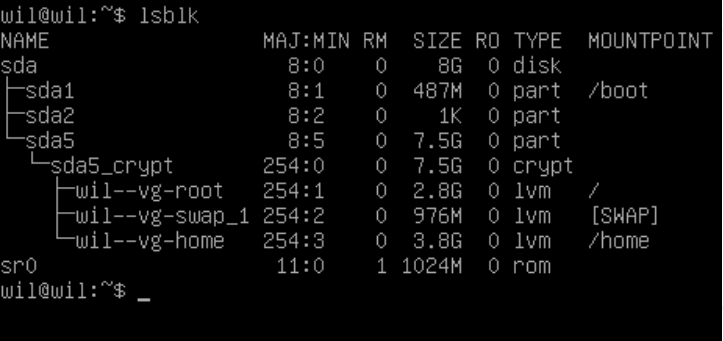 wil@wil:~$ lsblk
NAME                 MAJ:MIN RM  SIZE RO TYPE  MOUNTPOINT
sda                    8:0    0    8G  0 disk
├─sda1                 8:1    0  487M  0 part  /boot
├─sda2                 8:2    0    1K  0 part
└─sda5                 8:5    0  7.5G  0 part
  └─sda5_crypt       254:0    0  7.5G  0 crypt
    ├─wil--vg-root   254:1    0  2.8G  0 lvm   /
    ├─wil--vg-swap_1 254:2    0  976M  0 lvm   [SWAP]
    └─wil--vg-home   254:3    0  3.8G  0 lvm   /home
sr0                   11:0    1 1024M  0 rom
wil@wil:~$ _